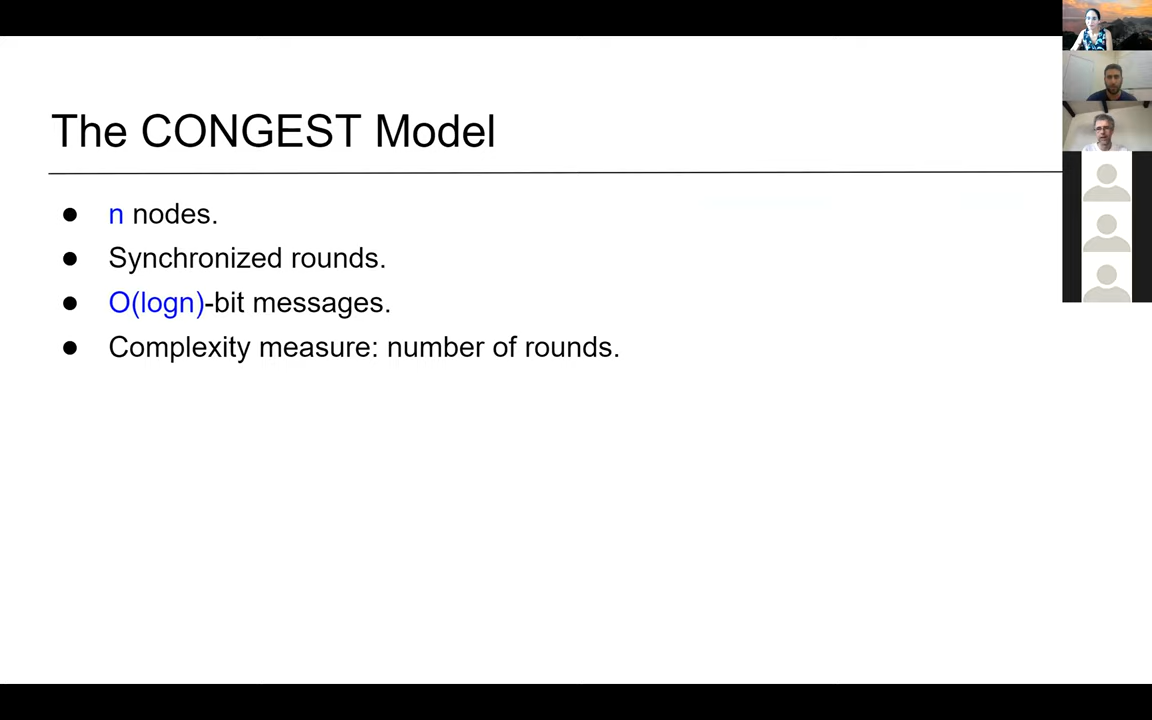 The CONGEST Model
● n nodes.
● Synchronized rounds.
● O(logn)-bit messages.
● Complexity measure: number of rounds.